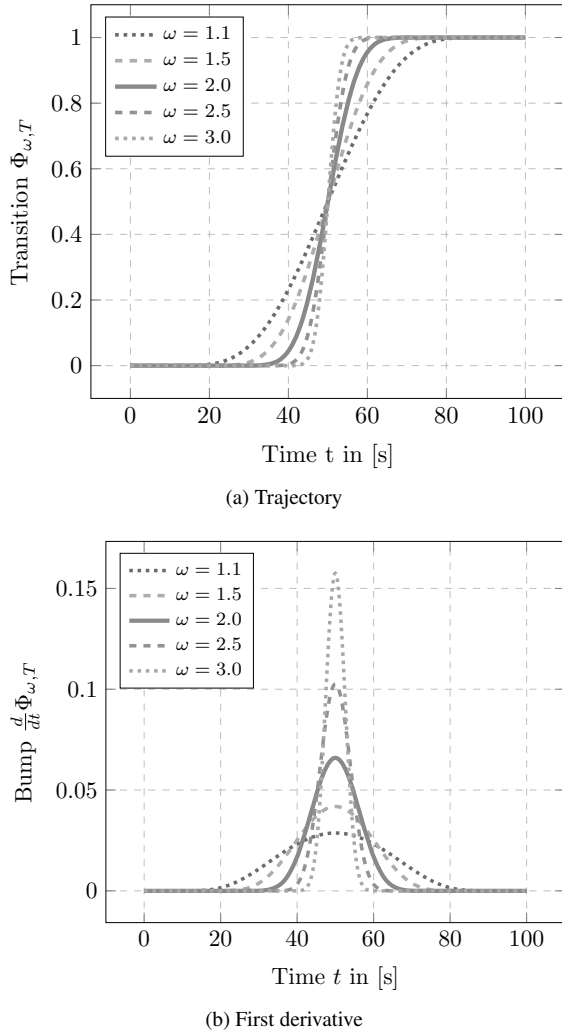 1
0.8
0.6
0.4
0.2
0
Transition Φ_{ω,T}
ω = 1.1
ω = 1.5
ω = 2.0
ω = 2.5
ω = 3.0
0 20 40 60 80 100
Time t in [s]
(a) Trajectory
0.15
0.1
0.05
0
Bump d/dt Φ_{ω,T}
ω = 1.1
ω = 1.5
ω = 2.0
ω = 2.5
ω = 3.0
0 20 40 60 80 100
Time t in [s]
(b) First derivative